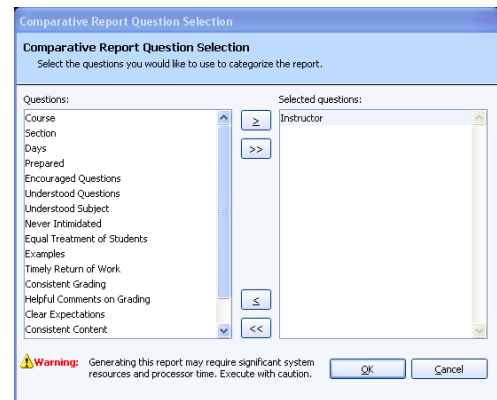 Comparative Report Question Selection
Comparative Report Question Selection
Select the questions you would like to use to categorize the report.
Questions:
Selected questions:
Course
Section
Days
Prepared
Encouraged Questions
Understood Questions
Understood Subject
Never Intimidated
Equal Treatment of Students
Examples
Timely Return of Work
Consistent Grading
Helpful Comments on Grading
Clear Expectations
Consistent Content
≥
>>
≤
<<
Instructor
Warning: Generating this report may require significant system
resources and processor time. Execute with caution.
OK
Cancel